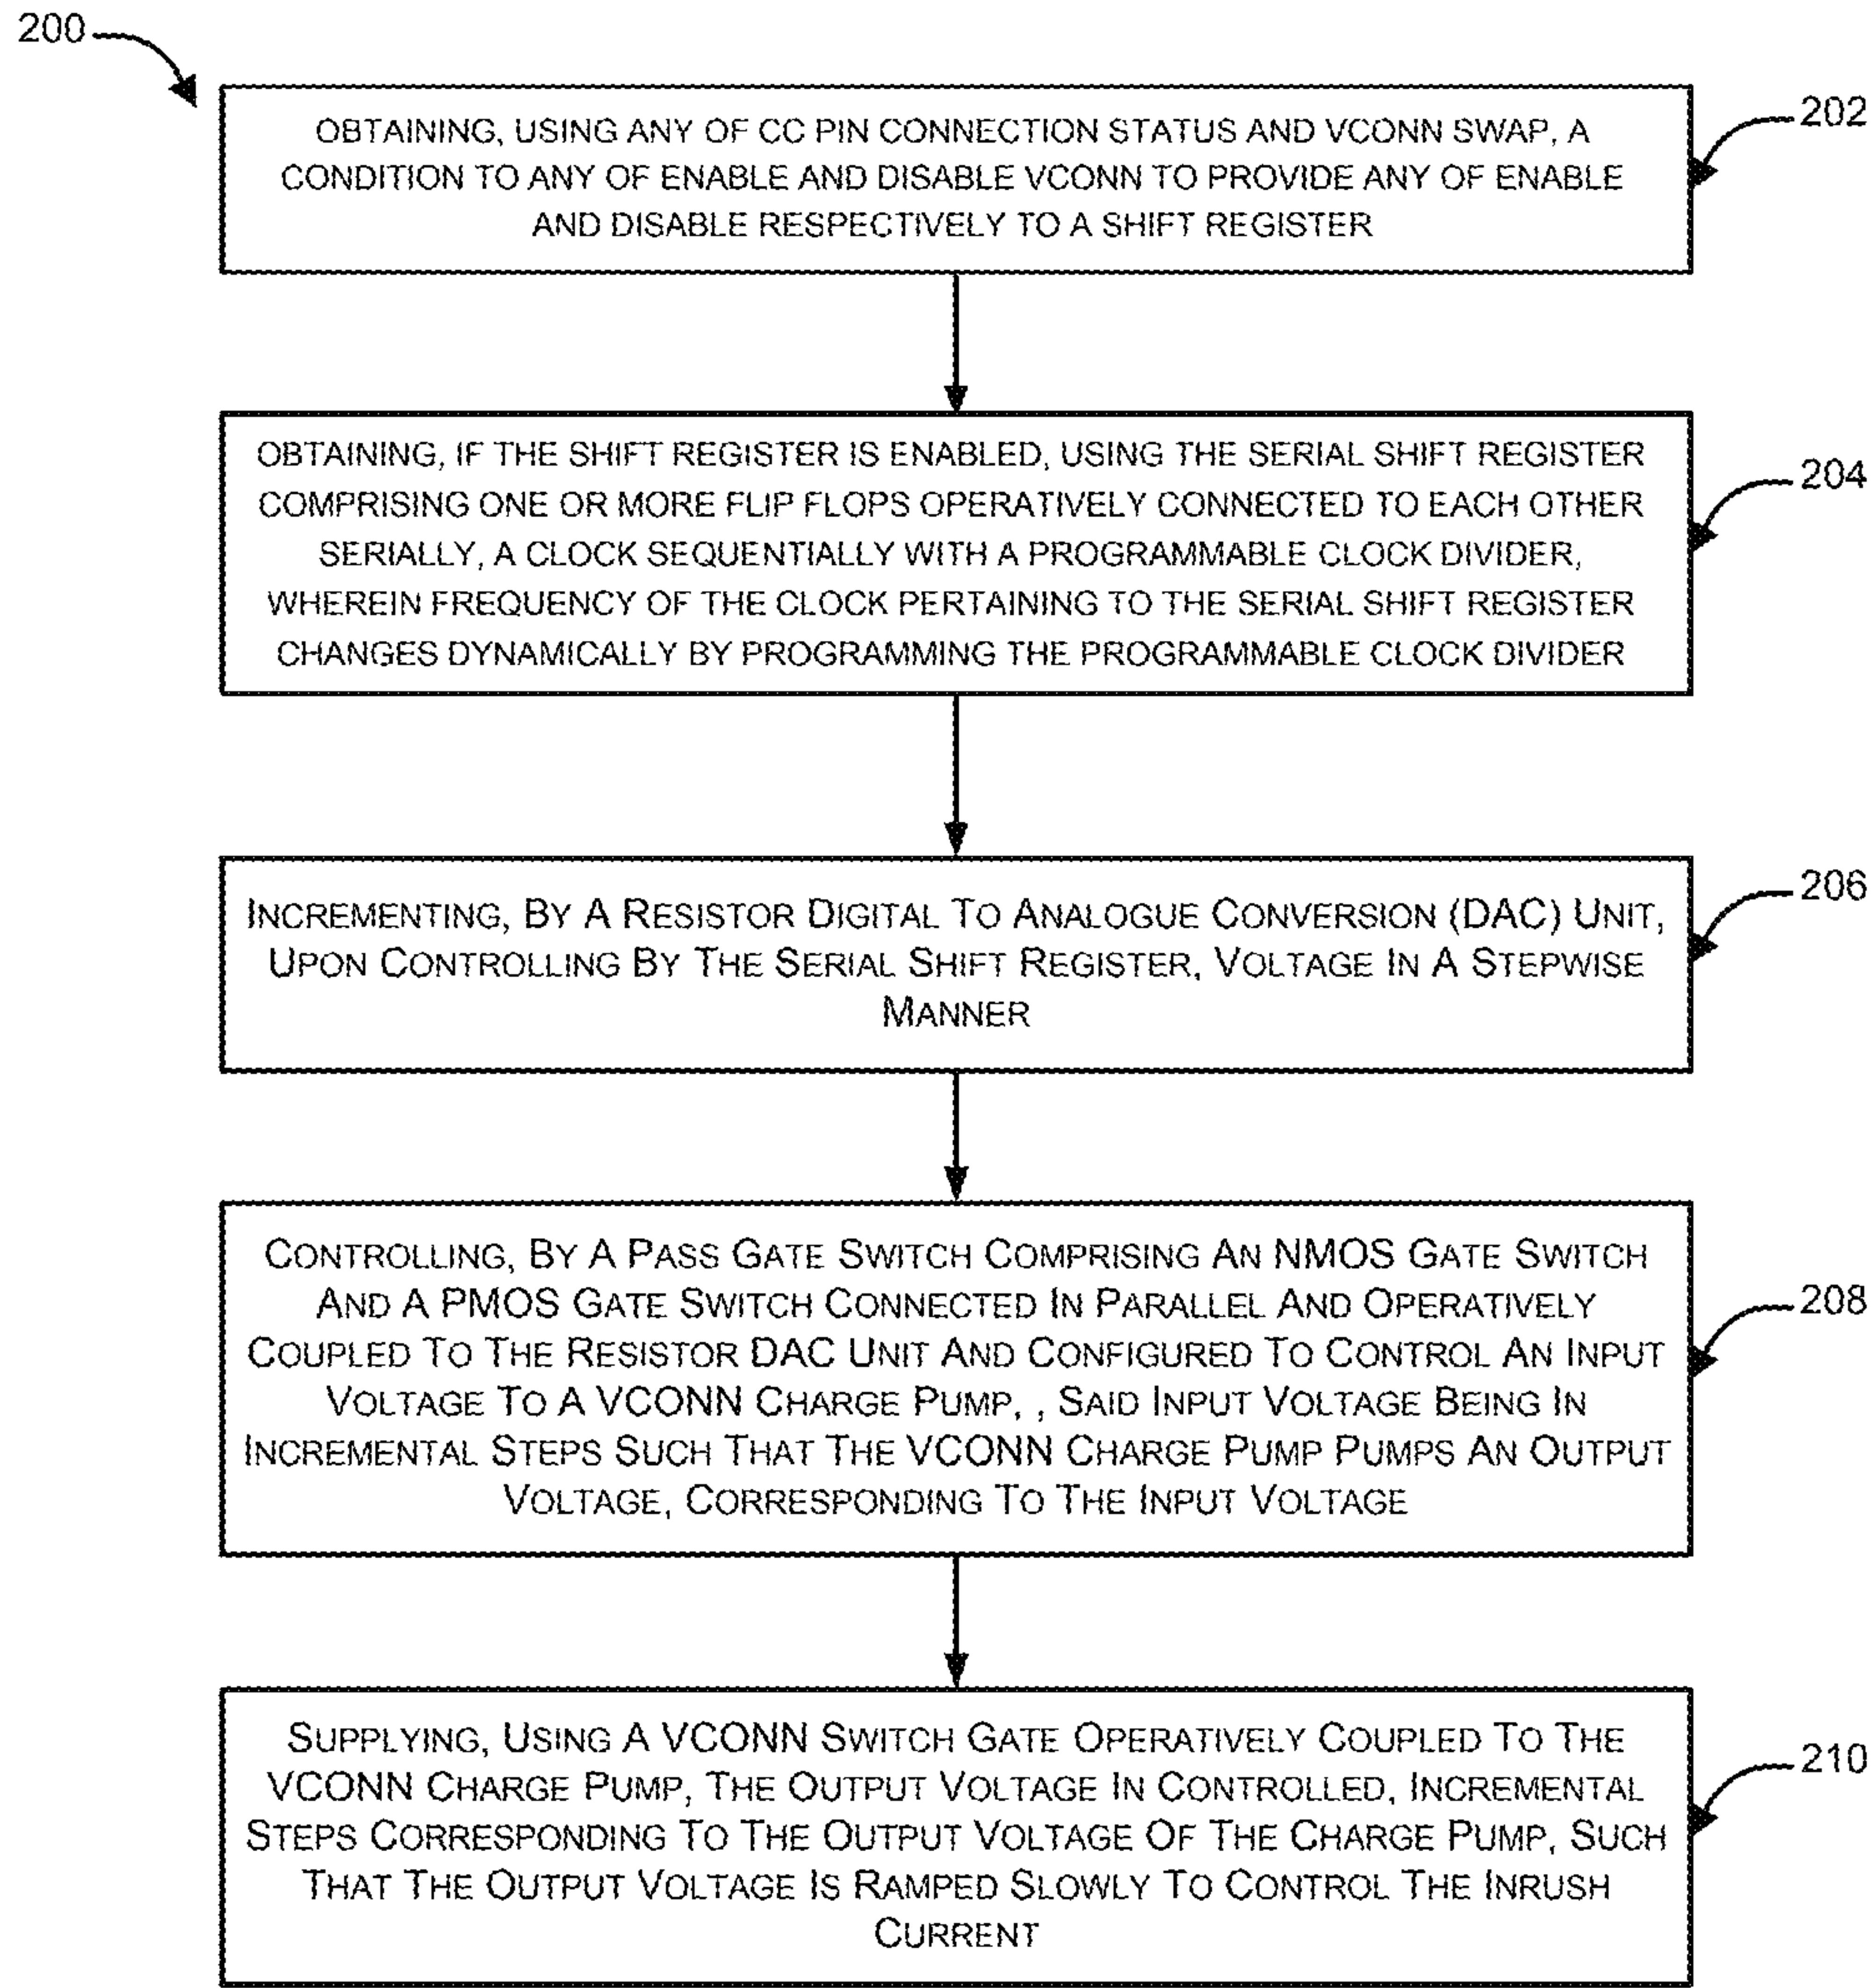 200
OBTAINING, USING ANY OF CC PIN CONNECTION STATUS AND VCONN SWAP, A
CONDITION TO ANY OF ENABLE AND DISABLE VCONN TO PROVIDE ANY OF ENABLE
AND DISABLE RESPECTIVELY TO A SHIFT REGISTER
202
OBTAINING, IF THE SHIFT REGISTER IS ENABLED, USING THE SERIAL SHIFT REGISTER
COMPRISING ONE OR MORE FLIP FLOPS OPERATIVELY CONNECTED TO EACH OTHER
SERIALLY, A CLOCK SEQUENTIALLY WITH A PROGRAMMABLE CLOCK DIVIDER,
WHEREIN FREQUENCY OF THE CLOCK PERTAINING TO THE SERIAL SHIFT REGISTER
CHANGES DYNAMICALLY BY PROGRAMMING THE PROGRAMMABLE CLOCK DIVIDER
204
INCREMENTING, BY A RESISTOR DIGITAL TO ANALOGUE CONVERSION (DAC) UNIT,
UPON CONTROLLING BY THE SERIAL SHIFT REGISTER, VOLTAGE IN A STEPWISE
MANNER
206
CONTROLLING, BY A PASS GATE SWITCH COMPRISING AN NMOS GATE SWITCH
AND A PMOS GATE SWITCH CONNECTED IN PARALLEL AND OPERATIVELY
COUPLED TO THE RESISTOR DAC UNIT AND CONFIGURED TO CONTROL AN INPUT
VOLTAGE TO A VCONN CHARGE PUMP, , SAID INPUT VOLTAGE BEING IN
INCREMENTAL STEPS SUCH THAT THE VCONN CHARGE PUMP PUMPS AN OUTPUT
VOLTAGE, CORRESPONDING TO THE INPUT VOLTAGE
208
SUPPLYING, USING A VCONN SWITCH GATE OPERATIVELY COUPLED TO THE
VCONN CHARGE PUMP, THE OUTPUT VOLTAGE IN CONTROLLED, INCREMENTAL
STEPS CORRESPONDING TO THE OUTPUT VOLTAGE OF THE CHARGE PUMP, SUCH
THAT THE OUTPUT VOLTAGE IS RAMPED SLOWLY TO CONTROL THE INRUSH
CURRENT
210